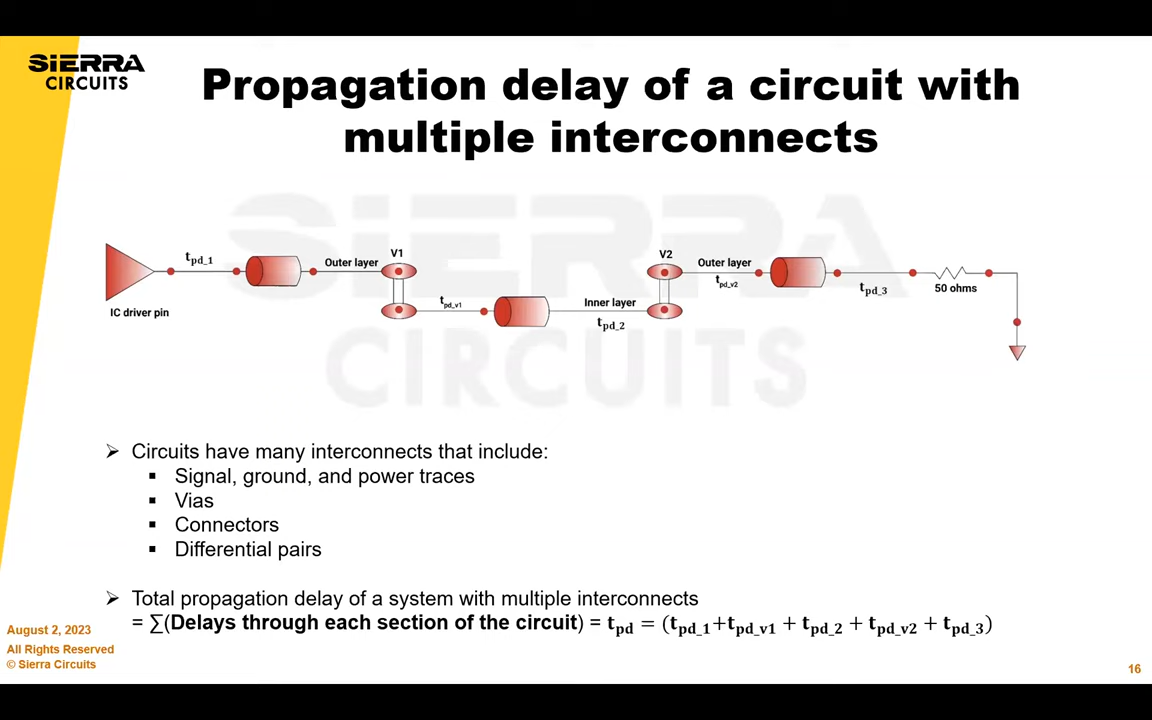 SIERRA
CIRCUITS
Propagation delay of a circuit with
multiple interconnects
SIERRA
CIRCUITS
t_pd_1
Outer layer
V1
IC driver pin
t_pd_v1
Inner layer
t_pd_2
V2
Outer layer
t_pd_v2
t_pd_3
50 ohms
➢ Circuits have many interconnects that include:
▪ Signal, ground, and power traces
▪ Vias
▪ Connectors
▪ Differential pairs
➢ Total propagation delay of a system with multiple interconnects
= ∑(Delays through each section of the circuit) = t_pd = (t_pd_1+t_pd_v1 + t_pd_2 + t_pd_v2 + t_pd_3)
August 2, 2023
All Rights Reserved
© Sierra Circuits
16